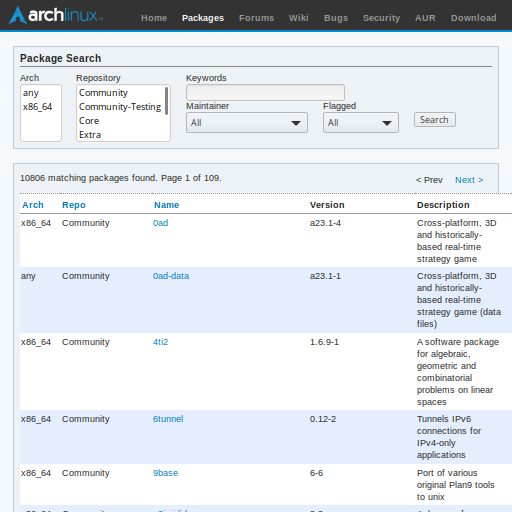 archlinux
Home Packages Forums Wiki Bugs Security AUR Download
Package Search
Arch Repository Keywords
any
x86_64
Community
Community-Testing
Core
Extra
Maintainer Flagged
All All Search
10806 matching packages found. Page 1 of 109.
< Prev Next >
Arch Repo Name Version Description
x86_64 Community 0ad a23.1-4 Cross-platform, 3D
and historically-
based real-time
strategy game
any Community 0ad-data a23.1-1 Cross-platform, 3D
and historically-
based real-time
strategy game (data
files)
x86_64 Community 4ti2 1.6.9-1 A software package
for algebraic,
geometric and
combinatorial
problems on linear
spaces
x86_64 Community 6tunnel 0.12-2 Tunnels IPv6
connections for
IPv4-only
applications
x86_64 Community 9base 6-6 Port of various
original Plan9 tools
to unix